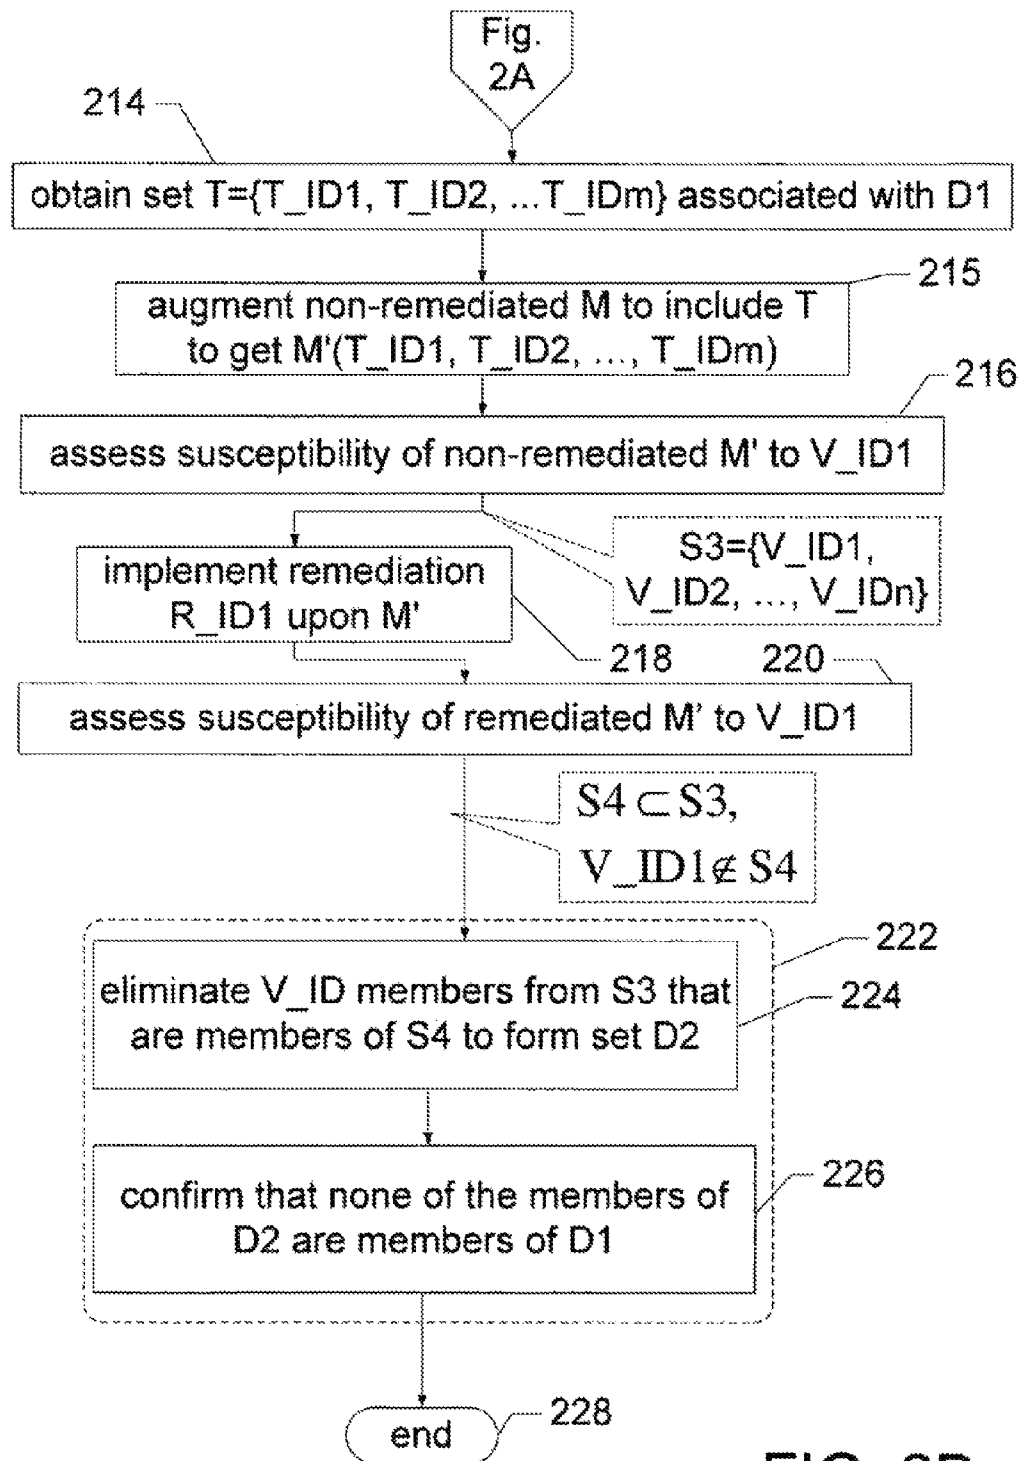 Fig.
2A
214
obtain set T={T_ID1, T_ID2, ...T_IDm} associated with D1
215
augment non-remediated M to include T
to get M'(T_ID1, T_ID2, ..., T_IDm)
216
assess susceptibility of non-remediated M' to V_ID1
S3={V_ID1,
V_ID2, ..., V_IDn}
implement remediation
R_ID1 upon M'
218
220
assess susceptibility of remediated M' to V_ID1
S4 ⊂ S3,
V_ID1∉ S4
222
eliminate V_ID members from S3 that
are members of S4 to form set D2
224
confirm that none of the members of
D2 are members of D1
226
end
228